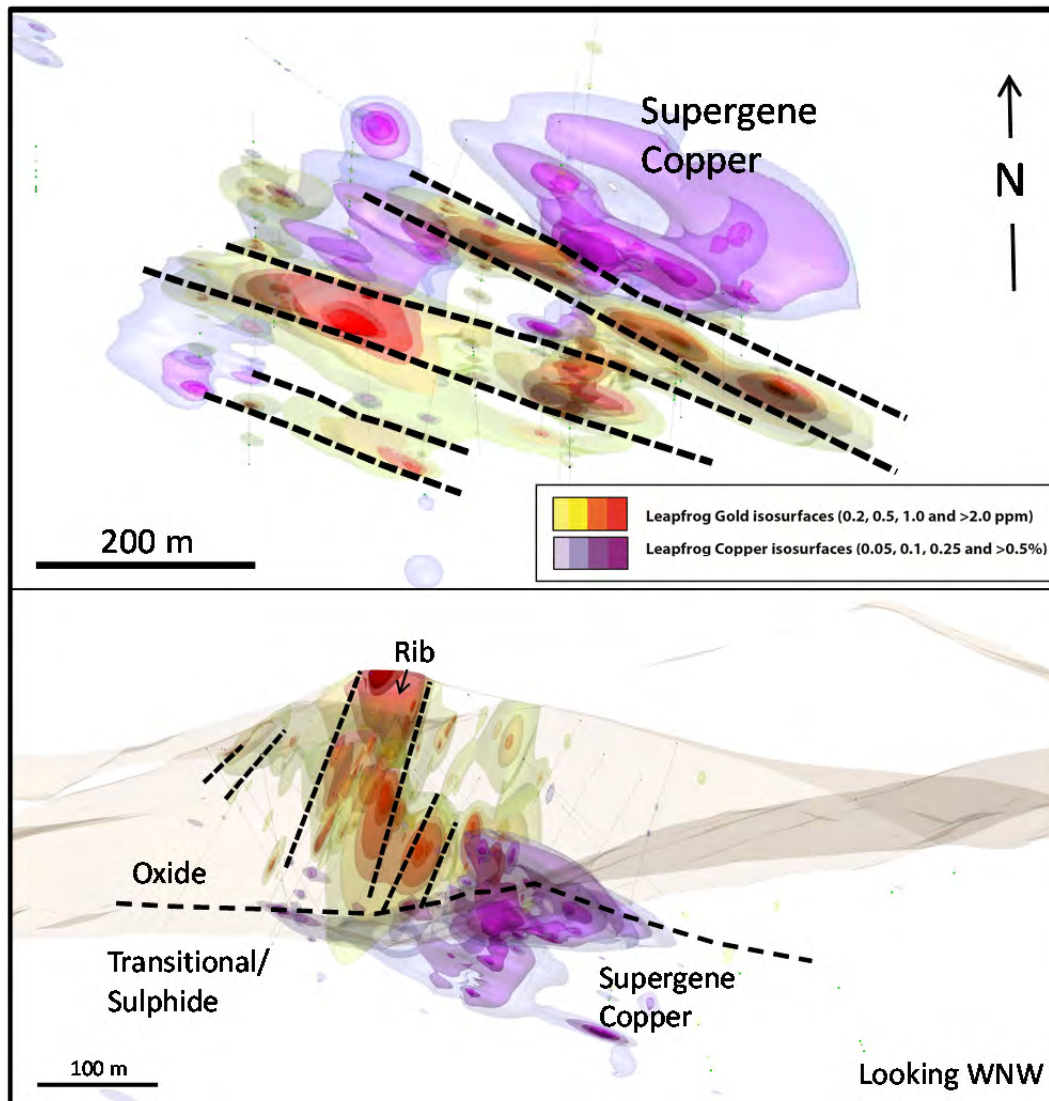 Supergene
Copper
N
200 m
Leapfrog Gold isosurfaces (0.2, 0.5, 1.0 and >2.0 ppm)
Leapfrog Copper isosurfaces (0.05, 0.1, 0.25 and >0.5%)
Rib
Oxide
Transitional/
Sulphide
Supergene
Copper
100 m
Looking WNW